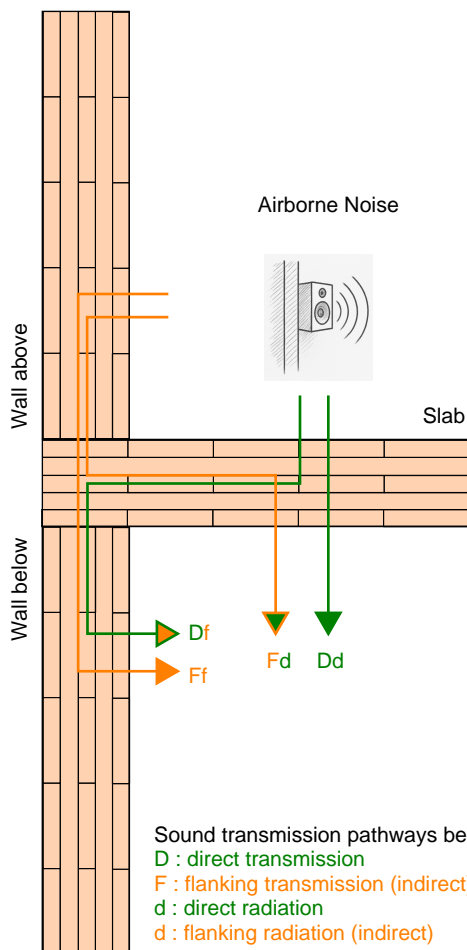 Airborne Noise
Wall above
Slab
Wall below
Df
Ff
Fd
Dd
Sound transmission pathways be
D : direct transmission
F : flanking transmission (indirect
d : direct radiation
d : flanking radiation (indirect)